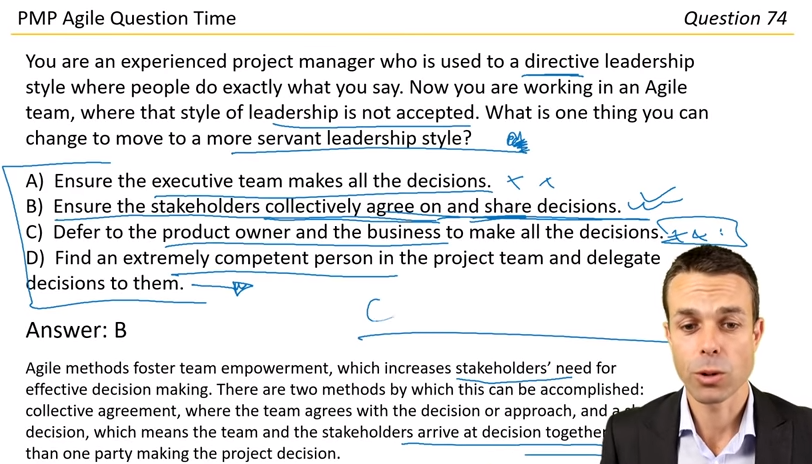 PMP Agile Question Time
Question 74
You are an experienced project manager who is used to a directive leadership
style where people do exactly what you say. Now you are working in an Agile
team, where that style of leadership is not accepted. What is one thing you can
change to move to a more servant leadership style?
A) Ensure the executive team makes all the decisions.
B) Ensure the stakeholders collectively agree on and share decisions.
C) Defer to the product owner and the business to make all the decisions.
D) Find an extremely competent person in the project team and delegate
decisions to them.
C
Answer: B
Agile methods foster team empowerment, which increases stakeholders’ need for
effective decision making. There are two methods by which this can be accomplished:
collective agreement, where the team agrees with the decision or approach, and a
decision, which means the team and the stakeholders arrive at decision together
than one party making the project decision.